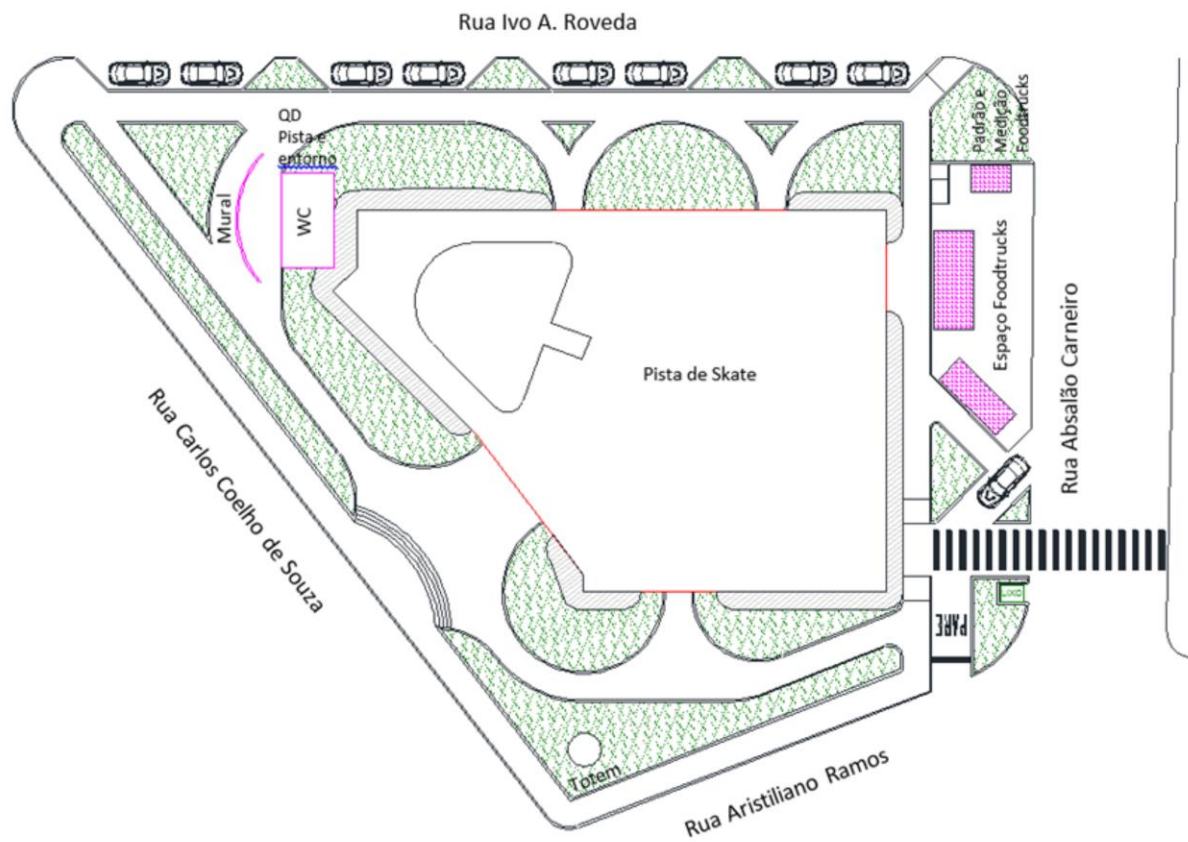 Rua Ivo A. Roveda
QD
Pista e
entorno
Padrão e
Medição
Foodtrucks
Mural
WC
Espaço Foodtrucks
Pista de Skate
Rua Absalão Carneiro
Rua Carlos Coelho de Souza
LIXO
PARE
Totem
Rua Aristiliano Ramos